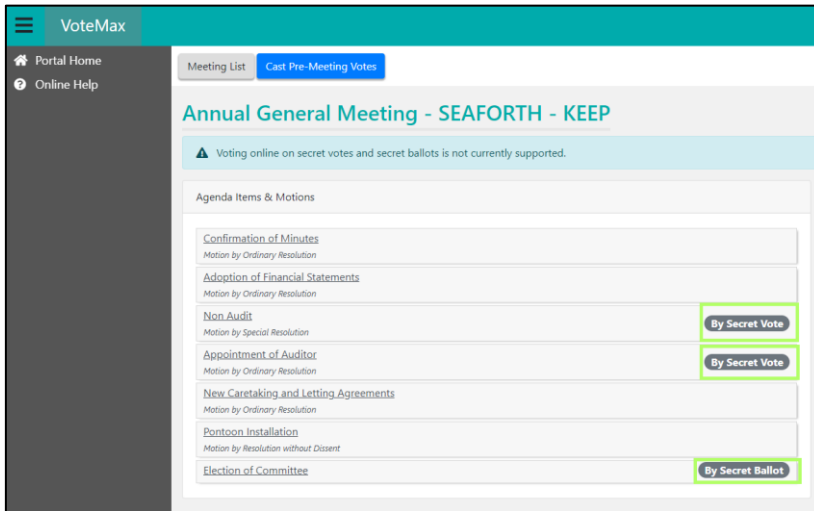 VoteMax
Portal Home
Online Help
Meeting List
Cast Pre-Meeting Votes
Annual General Meeting - SEAFORTH - KEEP
Voting online on secret votes and secret ballots is not currently supported.
Agenda Items & Motions
Confirmation of Minutes
Motion by Ordinary Resolution
Adoption of Financial Statements
Motion by Ordinary Resolution
Non Audit
Motion by Special Resolution
By Secret Vote
Appointment of Auditor
Motion by Ordinary Resolution
By Secret Vote
New Caretaking and Letting Agreements
Motion by Ordinary Resolution
Pontoon Installation
Motion by Resolution without Dissent
Election of Committee
By Secret Ballot